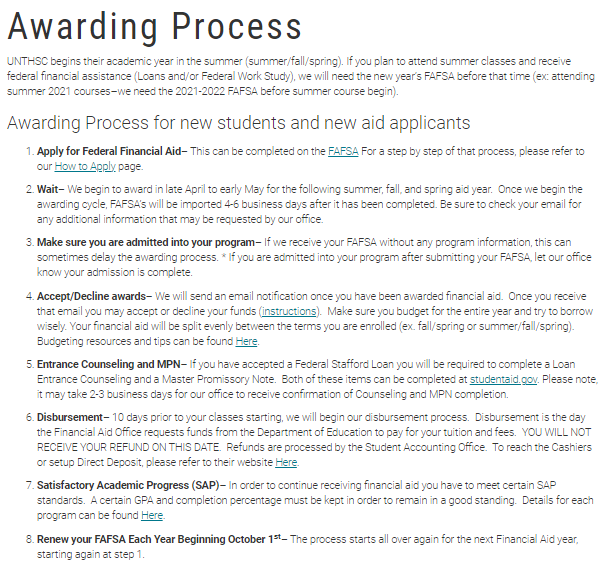 Awarding Process
UNTHSC begins their academic year in the summer (summer/fall/spring). If you plan to attend summer classes and receive
federal financial assistance (Loans and/or Federal Work Study), we will need the new year's FAFSA before that time (ex: attending
summer 2021 courses–we need the 2021-2022 FAFSA before summer course begin).
Awarding Process for new students and new aid applicants
1. Apply for Federal Financial Aid– This can be completed on the FAFSA For a step by step of that process, please refer to
our How to Apply page.
2. Wait– We begin to award in late April to early May for the following summer, fall, and spring aid year. Once we begin the
awarding cycle, FAFSA's will be imported 4-6 business days after it has been completed. Be sure to check your email for
any additional information that may be requested by our office.
3. Make sure you are admitted into your program– If we receive your FAFSA without any program information, this can
sometimes delay the awarding process. * If you are admitted into your program after submitting your FAFSA, let our office
know your admission is complete.
4. Accept/Decline awards– We will send an email notification once you have been awarded financial aid. Once you receive
that email you may accept or decline your funds (instructions). Make sure you budget for the entire year and try to borrow
wisely. Your financial aid will be split evenly between the terms you are enrolled (ex. fall/spring or summer/fall/spring).
Budgeting resources and tips can be found Here.
5. Entrance Counseling and MPN– If you have accepted a Federal Stafford Loan you will be required to complete a Loan
Entrance Counseling and a Master Promissory Note. Both of these items can be completed at studentaid.gov. Please note,
it may take 2-3 business days for our office to receive confirmation of Counseling and MPN completion.
6. Disbursement– 10 days prior to your classes starting, we will begin our disbursement process. Disbursement is the day
the Financial Aid Office requests funds from the Department of Education to pay for your tuition and fees. YOU WILL NOT
RECEIVE YOUR REFUND ON THIS DATE. Refunds are processed by the Student Accounting Office. To reach the Cashiers
or setup Direct Deposit, please refer to their website Here.
7. Satisfactory Academic Progress (SAP)– In order to continue receiving financial aid you have to meet certain SAP
standards. A certain GPA and completion percentage must be kept in order to remain in a good standing. Details for each
program can be found Here.
8. Renew your FAFSA Each Year Beginning October 1st– The process starts all over again for the next Financial Aid year,
starting again at step 1.